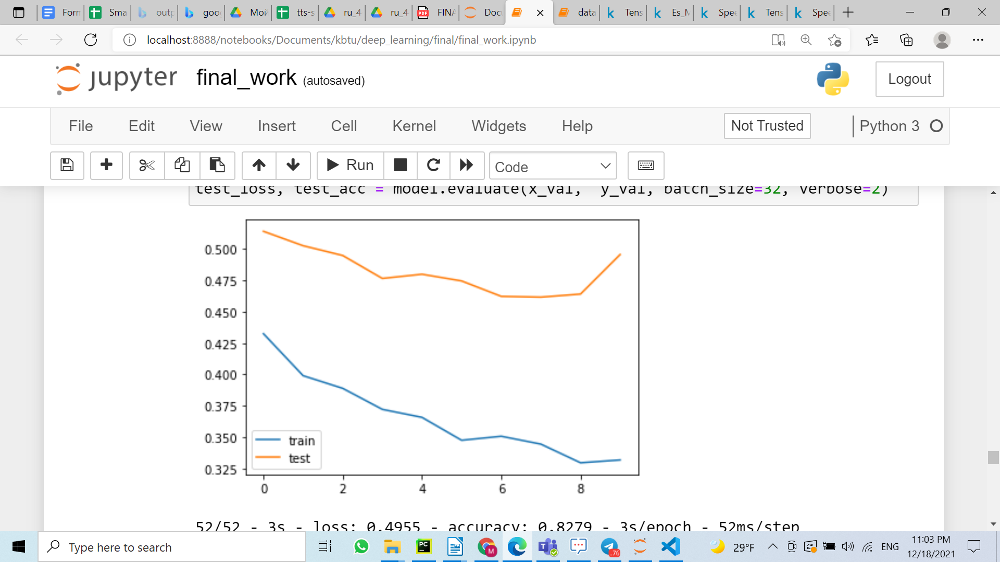 Forn
Sma
outp
goo
Мой
tts-s
ru_4
ru_4
FINA
Docu
data
Tens
Es_M
Spee
Tens
Spee
localhost:8888/notebooks/Documents/kbtu/deep_learning/final/final_work.ipynb
jupyter final_work (autosaved)
Logout
File Edit View Insert Cell Kernel Widgets Help Not Trusted Python 3
Run Code
test_loss, test_acc = model.evaluate(x_val, y_val, batch_size=32, verbose=2)
0.500
0.475
0.450
0.425
0.400
0.375
0.350
0.325
train
test
0 2 4 6 8
52/52 - 3s - loss: 0.4955 - accuracy: 0.8279 - 3s/epoch - 52ms/step
Type here to search
29°F
ENG
11:03 PM
12/18/2021